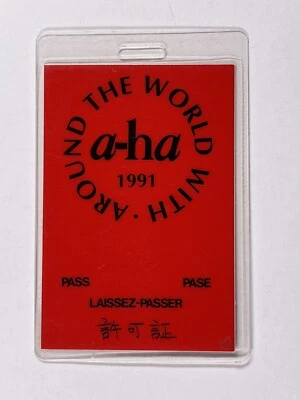 · AROUND THE WORLD WITH
a-ha
1991
PASS PASE
LAISSEZ-PASSER
許可証